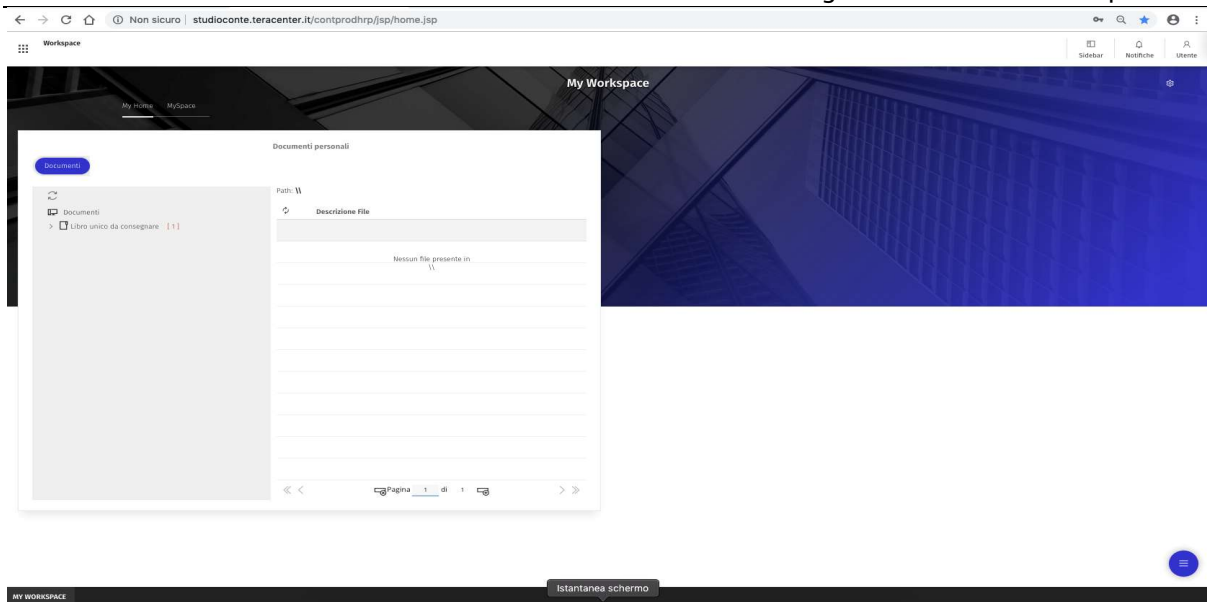 Non sicuro | studioconte.teracenter.it/contprodhrp/jsp/home.jsp
Workspace
Sidebar Notifiche Utente
My Workspace
My Home MySpace
Documenti personali
Documenti
Path: \\
Documenti
Descrizione File
Libro unico da consegnare [1]
Nessun file presente in
\\
Pagina 1 di 1
Istantanea schermo
MY WORKSPACE